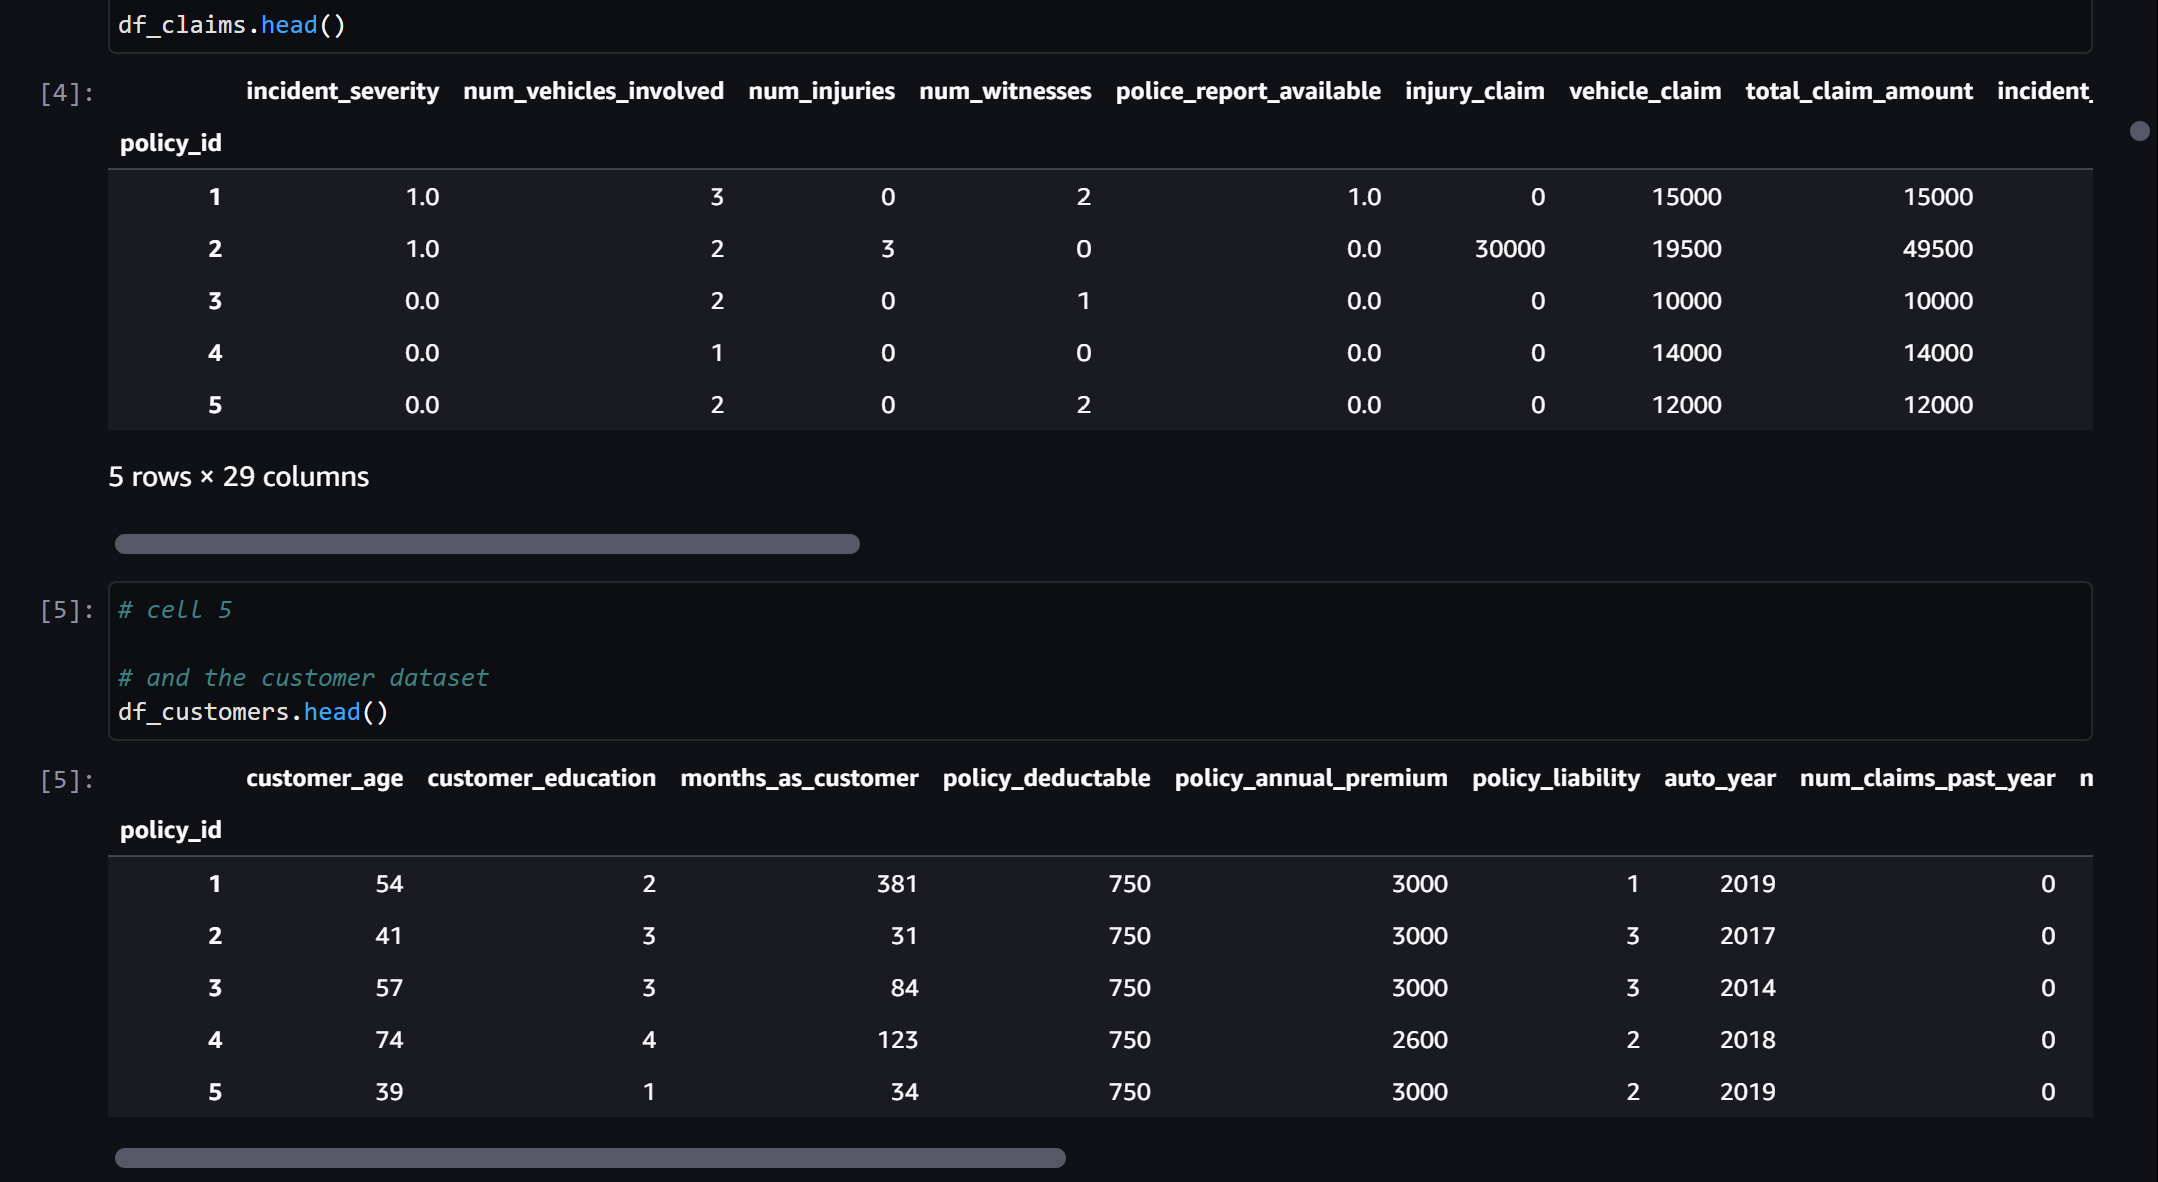 df_claims.head()
[4]:
incident_severity num_vehicles_involved num_injuries num_witnesses police_report_available injury_claim vehicle_claim total_claim_amount incident_
policy_id
1 1.0 3 0 2 1.0 0 15000 15000
2 1.0 2 3 0 0.0 30000 19500 49500
3 0.0 2 0 1 0.0 0 10000 10000
4 0.0 1 0 0 0.0 0 14000 14000
5 0.0 2 0 2 0.0 0 12000 12000
5 rows × 29 columns
[5]: # cell 5
# and the customer dataset
df_customers.head()
[5]:
customer_age customer_education months_as_customer policy_deductable policy_annual_premium policy_liability auto_year num_claims_past_year n
policy_id
1 54 2 381 750 3000 1 2019 0
2 41 3 31 750 3000 3 2017 0
3 57 3 84 750 3000 3 2014 0
4 74 4 123 750 2600 2 2018 0
5 39 1 34 750 3000 2 2019 0